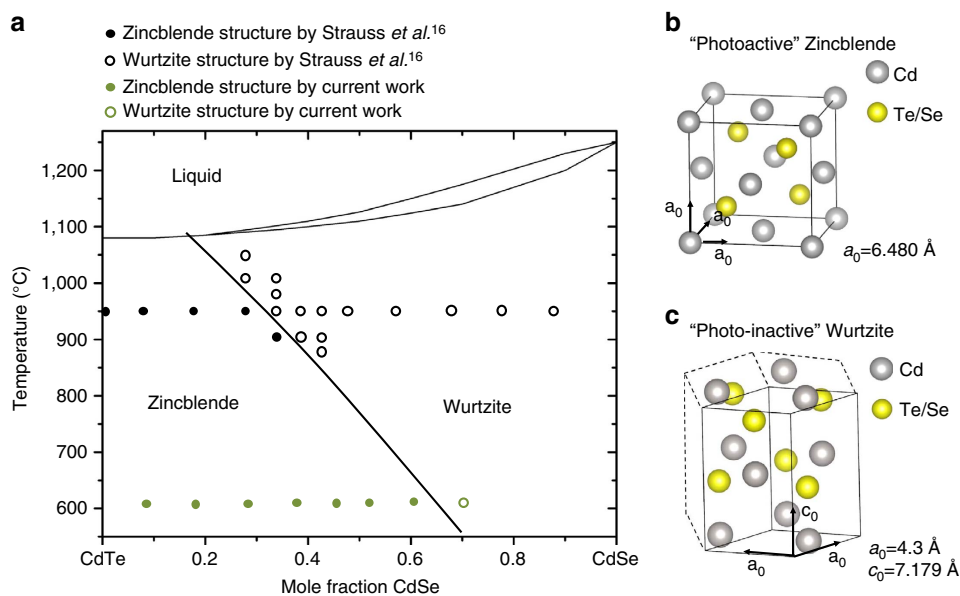 a
Zincblende structure by Strauss et al.16
Wurtzite structure by Strauss et al.16
Zincblende structure by current work
Wurtzite structure by current work
Temperature (°C)
1,200
1,100
1,000
900
800
700
600
Liquid
Zincblende
Wurtzite
CdTe 0.2 0.4 0.6 0.8 CdSe
Mole fraction CdSe
b
"Photoactive" Zincblende
Cd
Te/Se
a0
a0
a0
a0=6.480 Å
c
"Photo-inactive" Wurtzite
Cd
Te/Se
c0
a0
a0
a0=4.3 Å
c0=7.179 Å